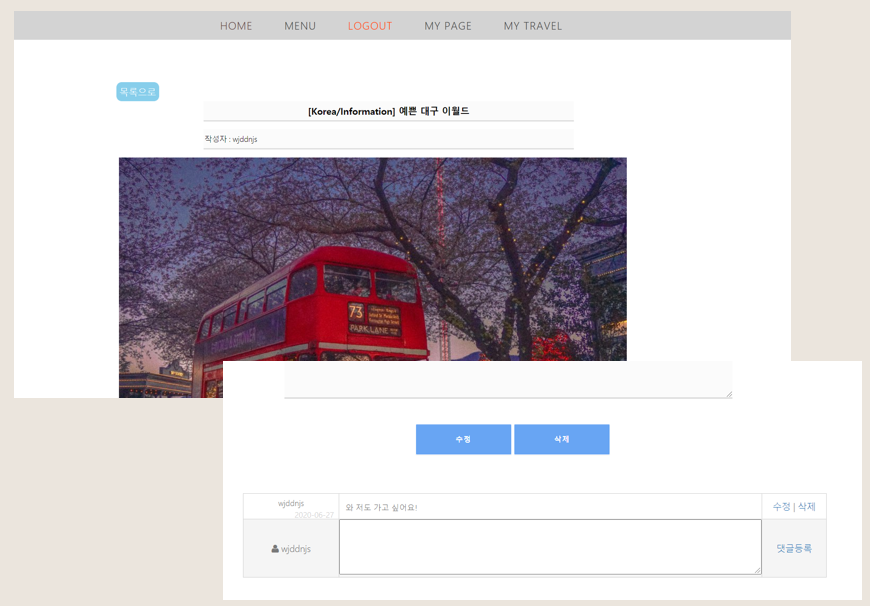 HOME MENU LOGOUT MY PAGE MY TRAVEL
목록으로
[Korea/Information] 예쁜 대구 이월드
작성자 : wjddnjs
73
PARK LANE
수정 삭제
wjddnjs
2020-06-27
와 저도 가고 싶어요!
수정 | 삭제
wjddnjs
댓글등록